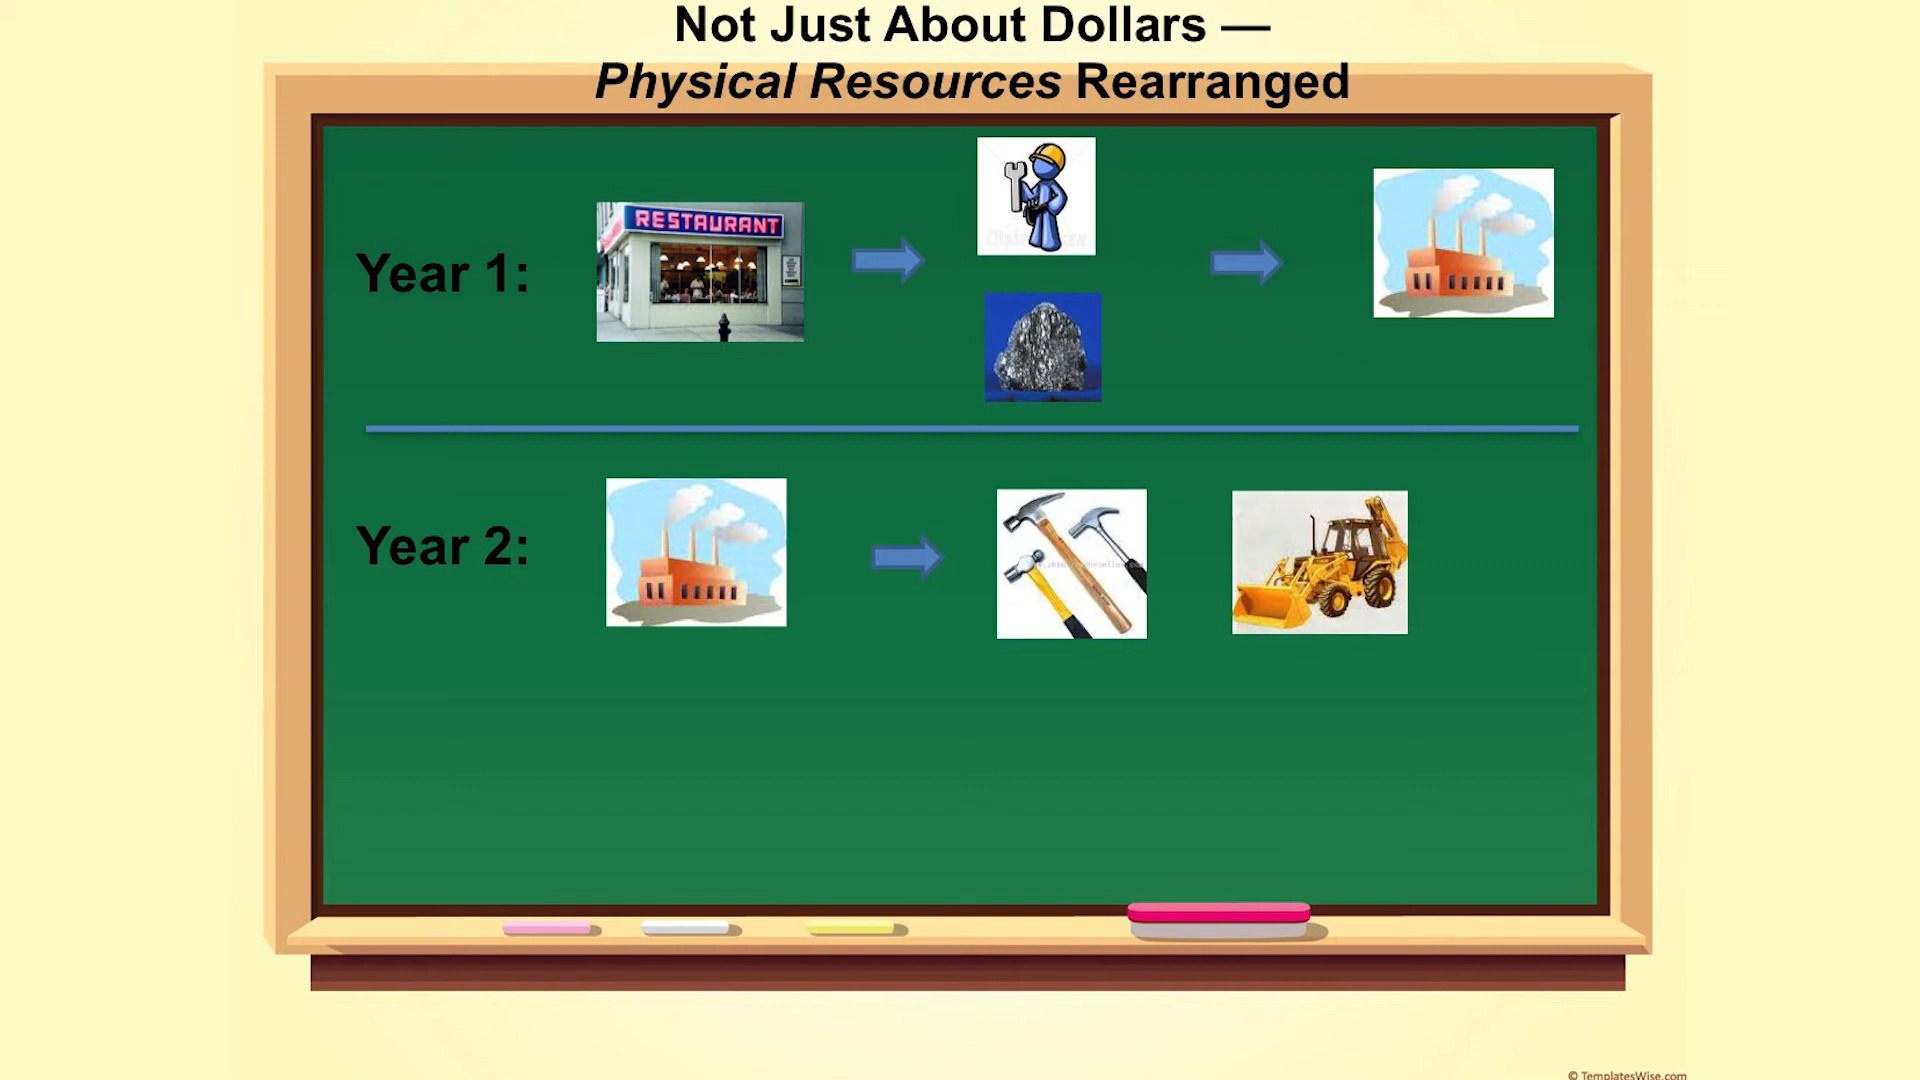 Not Just About Dollars —
Physical Resources Rearranged
RESTAURANT
Year 1:
Year 2:
© TemplatesWise.com